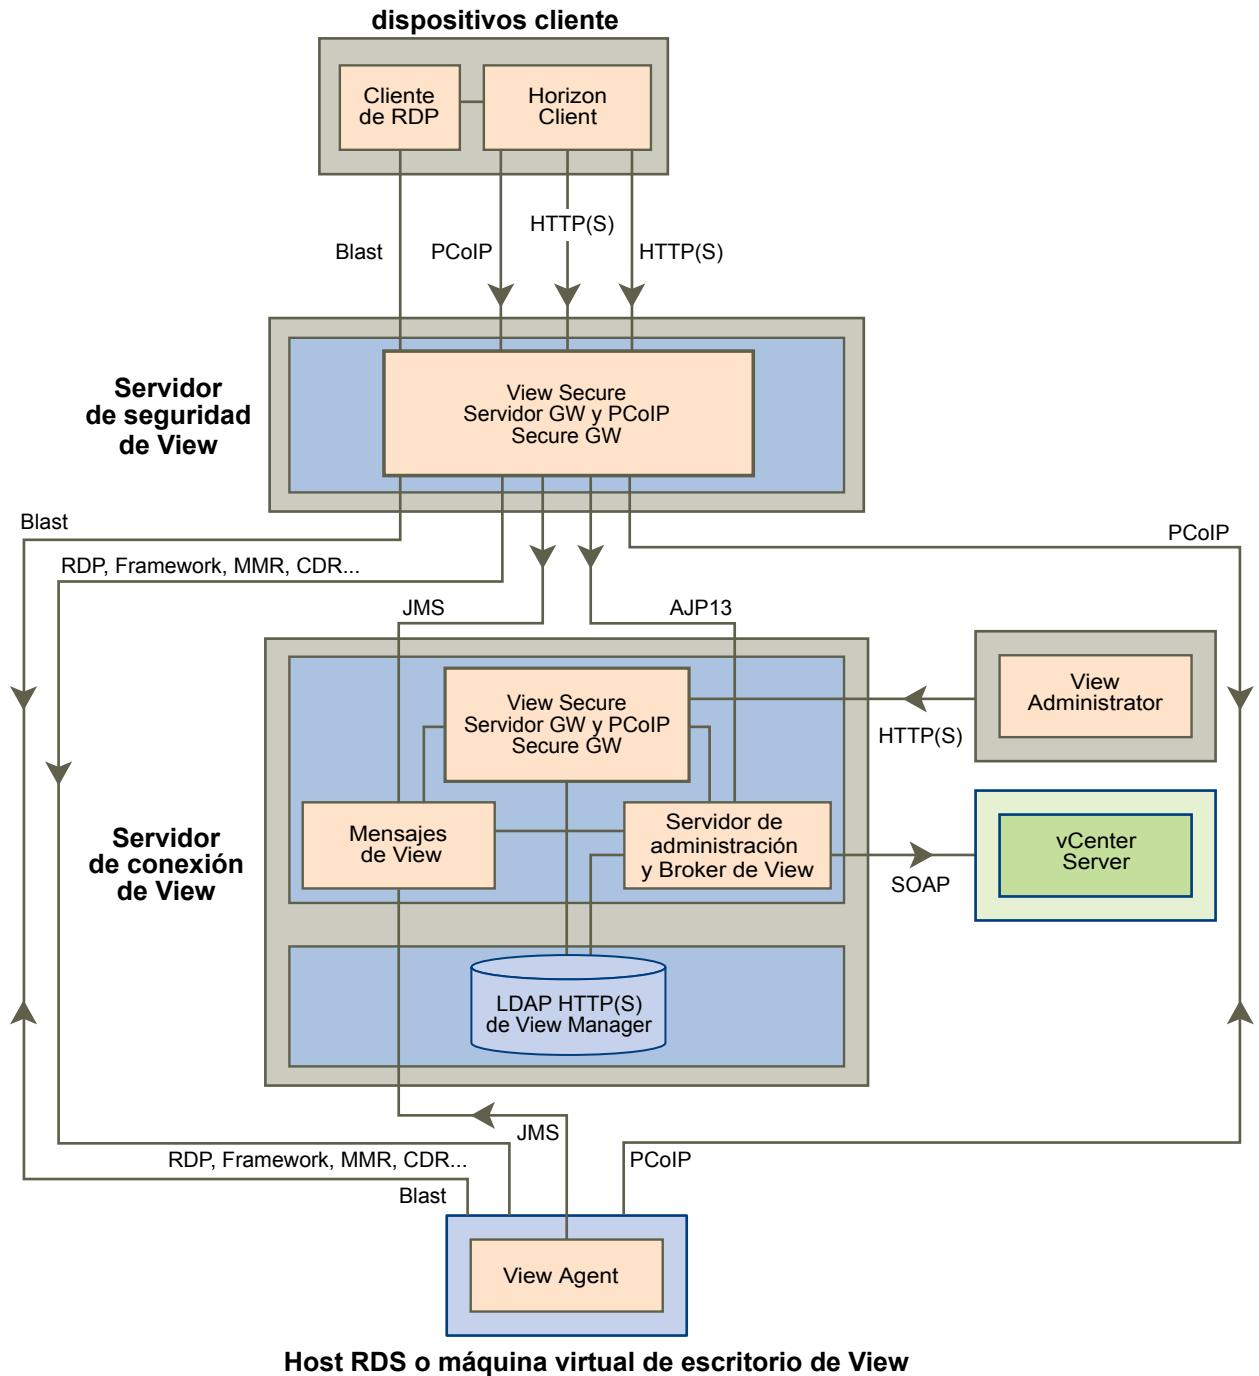 dispositivos cliente
Cliente
de RDP
Horizon
Client
HTTP(S)
Blast
PCoIP
HTTP(S)
Servidor
de seguridad
de View
View Secure
Servidor GW y PCoIP
Secure GW
Blast
PCoIP
RDP, Framework, MMR, CDR...
JMS
AJP13
View Secure
Servidor GW y PCoIP
Secure GW
View
Administrator
HTTP(S)
Servidor
de conexión
de View
Mensajes
de View
Servidor de
administración
y Broker de View
vCenter
Server
SOAP
LDAP HTTP(S)
de View Manager
JMS
RDP, Framework, MMR, CDR...
PCoIP
Blast
View Agent
Host RDS o máquina virtual de escritorio de View